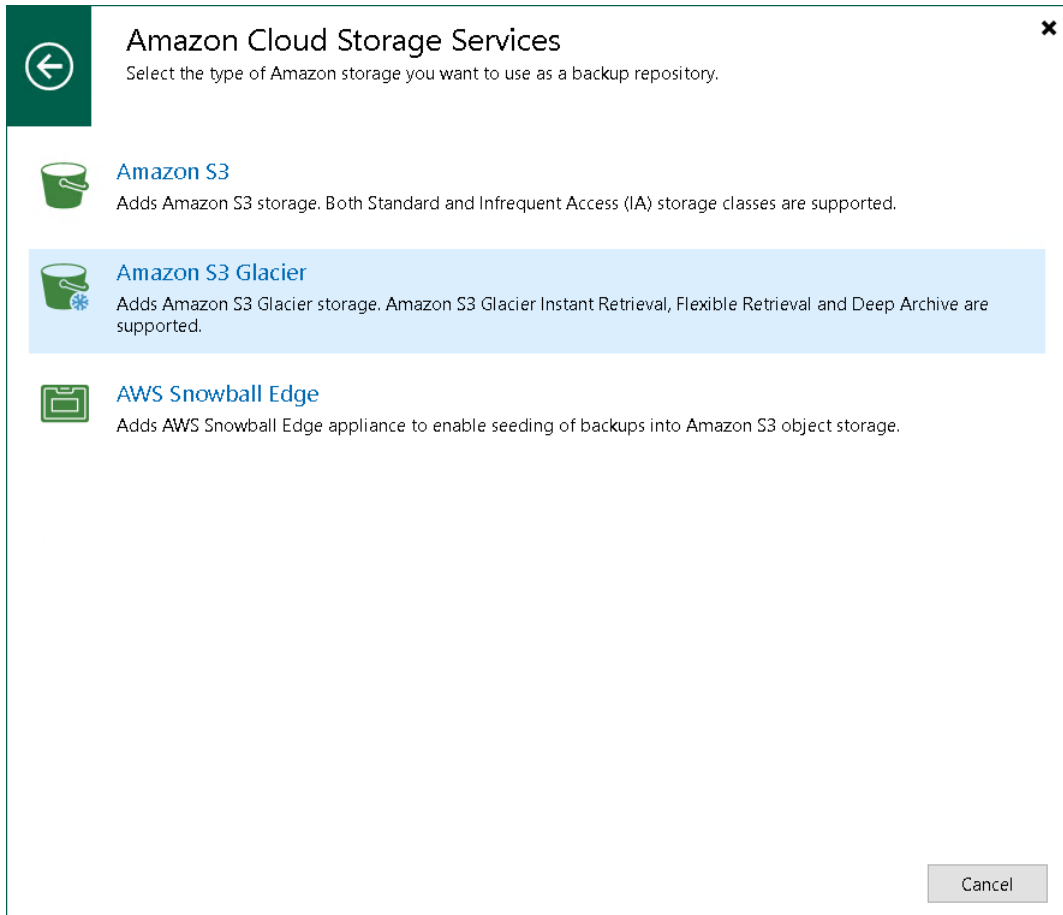 Amazon Cloud Storage Services
Select the type of Amazon storage you want to use as a backup repository.
Amazon S3
Adds Amazon S3 storage. Both Standard and Infrequent Access (IA) storage classes are supported.
Amazon S3 Glacier
Adds Amazon S3 Glacier storage. Amazon S3 Glacier Instant Retrieval, Flexible Retrieval and Deep Archive are
supported.
AWS Snowball Edge
Adds AWS Snowball Edge appliance to enable seeding of backups into Amazon S3 object storage.
Cancel